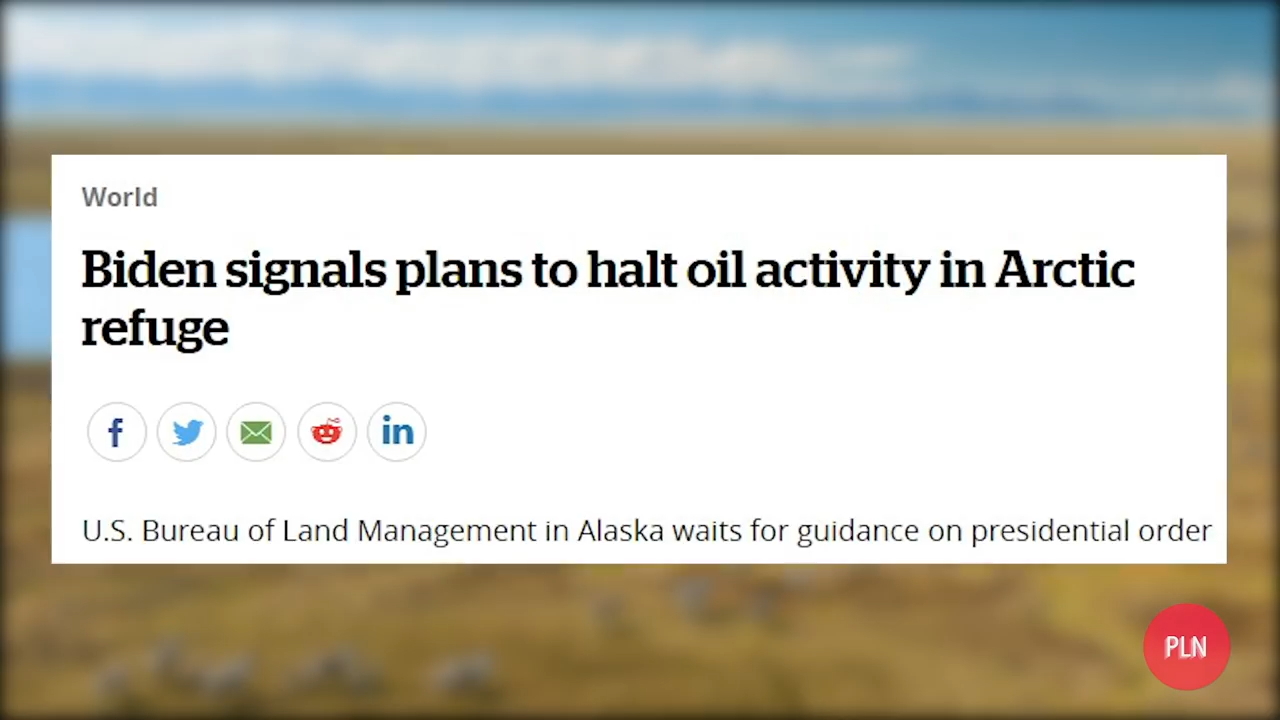 World
Biden signals plans to halt oil activity in Arctic
refuge
f
in
U.S. Bureau of Land Management in Alaska waits for guidance on presidential order
PLN